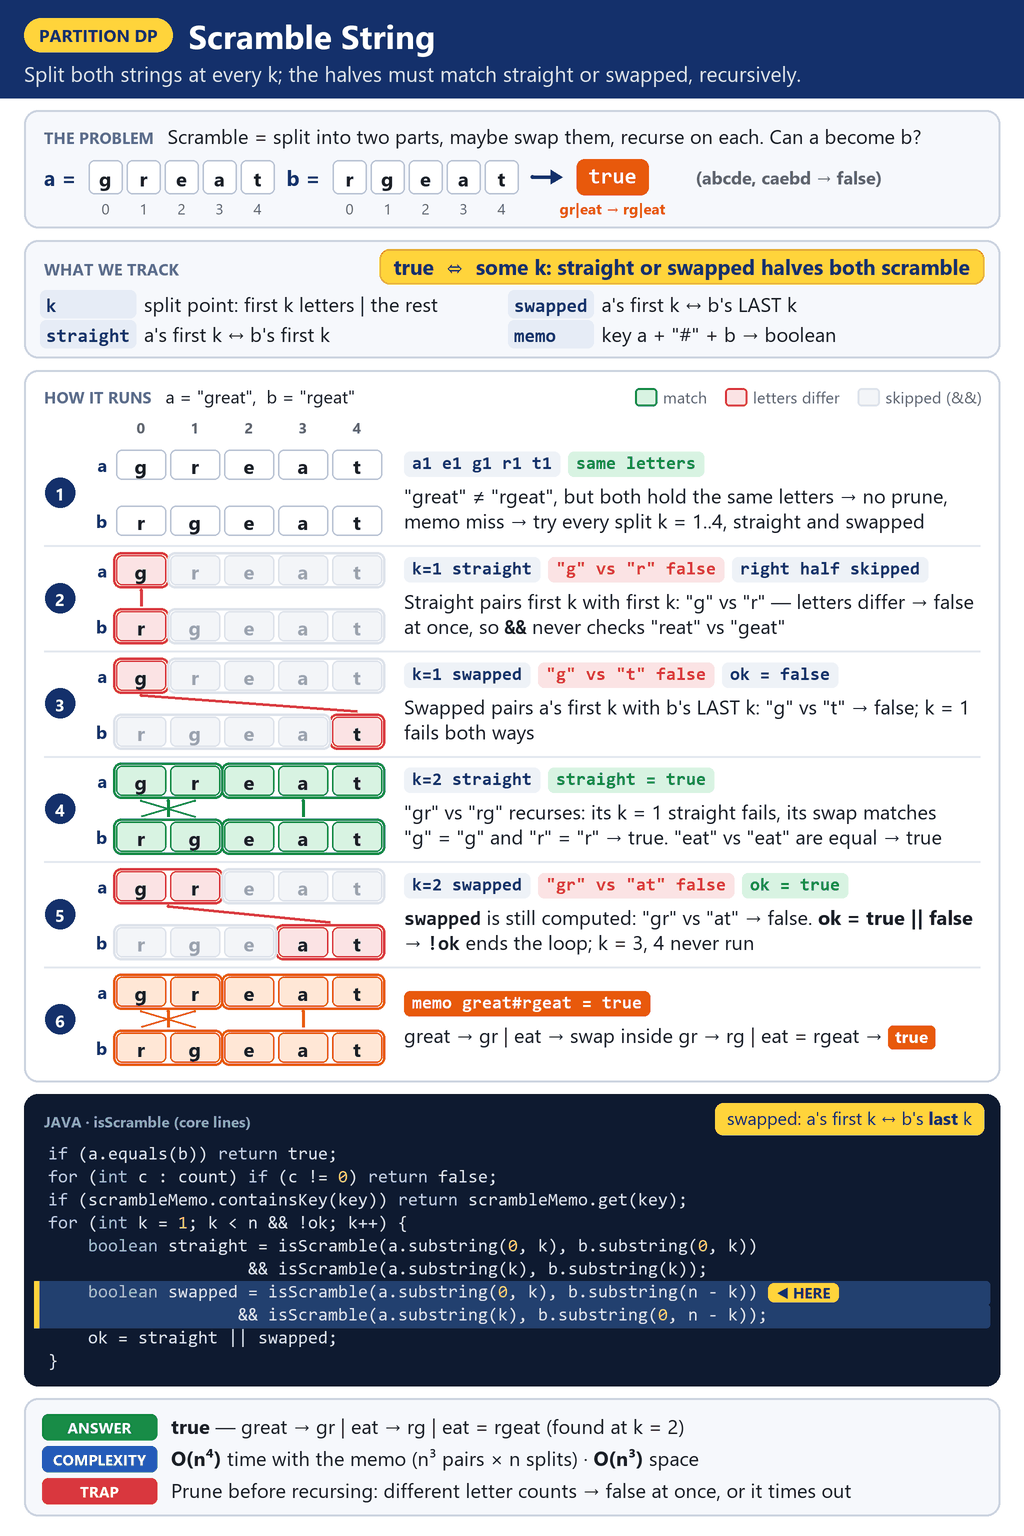 PARTITION DP Scramble String
Split both strings at every k; the halves must match straight or swapped, recursively.
THE PROBLEM Scramble = split into two parts, maybe swap them, recurse on each. Can a become b?
a = g r e a t b = r g e a t → true (abcde, caebd → false)
0 1 2 3 4 0 1 2 3 4 gr|eat → rg|eat
WHAT WE TRACK true ⇔ some k: straight or swapped halves both scramble
k split point: first k letters | the rest swapped a's first k ↔ b's LAST k
straight a's first k ↔ b's first k memo key a + "#" + b → boolean
HOW IT RUNS a = "great", b = "rgeat" match letters differ skipped (&&)
0 1 2 3 4
1
a g r e a t
b r g e a t
a1 e1 g1 r1 t1 same letters
"great" ≠ "rgeat", but both hold the same letters → no prune,
memo miss → try every split k = 1..4, straight and swapped
2
a g r e a t
b r g e a t
k=1 straight "g" vs "r" false right half skipped
Straight pairs first k with first k: "g" vs "r" — letters differ → false
at once, so && never checks "reat" vs "geat"
3
a g r e a t
b r g e a t
k=1 swapped "g" vs "t" false ok = false
Swapped pairs a's first k with b's LAST k: "g" vs "t" → false; k = 1
fails both ways
4
a g r e a t
b r g e a t
k=2 straight straight = true
"gr" vs "rg" recurses: its k = 1 straight fails, its swap matches
"g" = "g" and "r" = "r" → true. "eat" vs "eat" are equal → true
5
a g r e a t
b r g e a t
k=2 swapped "gr" vs "at" false ok = true
swapped is still computed: "gr" vs "at" → false. ok = true || false
→ !ok ends the loop; k = 3, 4 never run
6
a g r e a t
b r g e a t
memo great#rgeat = true
great → gr | eat → swap inside gr → rg | eat = rgeat → true
JAVA · isScramble (core lines) swapped: a's first k ↔ b's last k
if (a.equals(b)) return true;
for (int c : count) if (c != 0) return false;
if (scrambleMemo.containsKey(key)) return scrambleMemo.get(key);
for (int k = 1; k < n && !ok; k++) {
boolean straight = isScramble(a.substring(0, k), b.substring(0, k))
&& isScramble(a.substring(k), b.substring(k));
boolean swapped = isScramble(a.substring(0, k), b.substring(n - k)) ◀ HERE
&& isScramble(a.substring(k), b.substring(0, n - k));
ok = straight || swapped;
}
ANSWER true — great → gr | eat → rg | eat = rgeat (found at k = 2)
COMPLEXITY O(n⁴) time with the memo (n³ pairs × n splits) · O(n³) space
TRAP Prune before recursing: different letter counts → false at once, or it times out